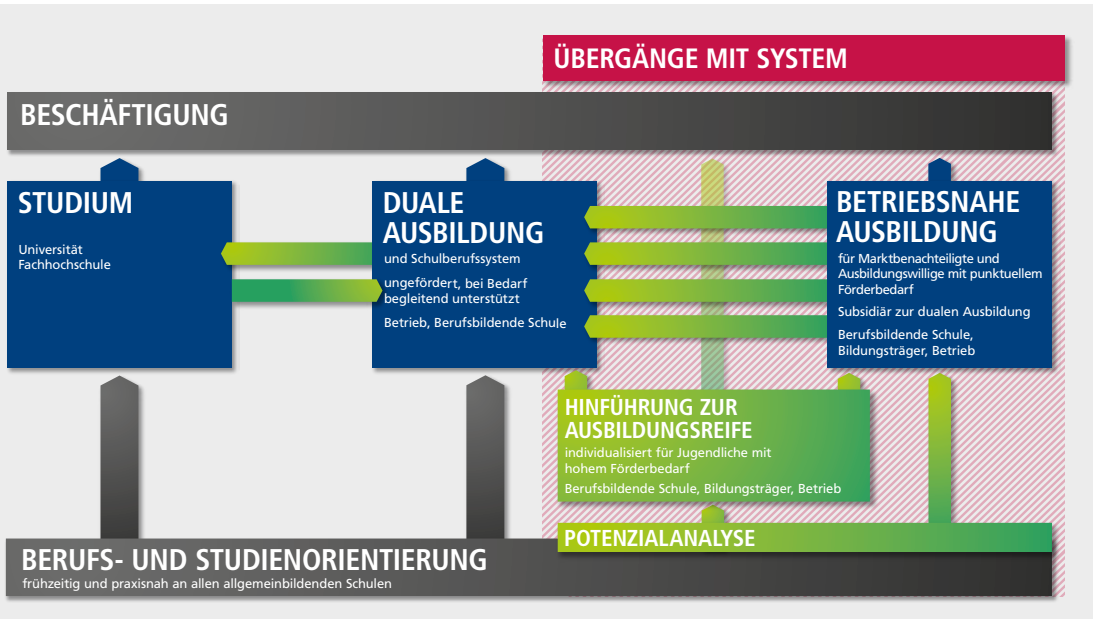 ÜBERGÄNGE MIT SYSTEM
BESCHÄFTIGUNG
STUDIUM
Universität
Fachhochschule
DUALE
AUSBILDUNG
und Schulberufssystem
ungefördert, bei Bedarf
begleitend unterstützt
Betrieb, Berufsbildende Schule
BETRIEBSNAHE
AUSBILDUNG
für Marktbenachteiligte und
Ausbildungswillige mit punktuellem
Förderbedarf
Subsidiär zur dualen Ausbildung
Berufsbildende Schule,
Bildungsträger, Betrieb
HINFÜHRUNG ZUR
AUSBILDUNGSREIFE
individualisiert für Jugendliche mit
hohem Förderbedarf
Berufsbildende Schule, Bildungsträger, Betrieb
POTENZIALANALYSE
BERUFS- UND STUDIENORIENTIERUNG
frühzeitig und praxisnah an allen allgemeinbildenden Schulen